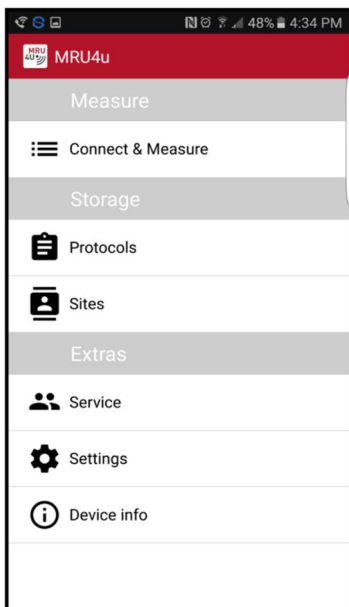 48% 4:34 PM
MRU
4U
MRU4u
Measure
Connect & Measure
Storage
Protocols
Sites
Extras
Service
Settings
Device info